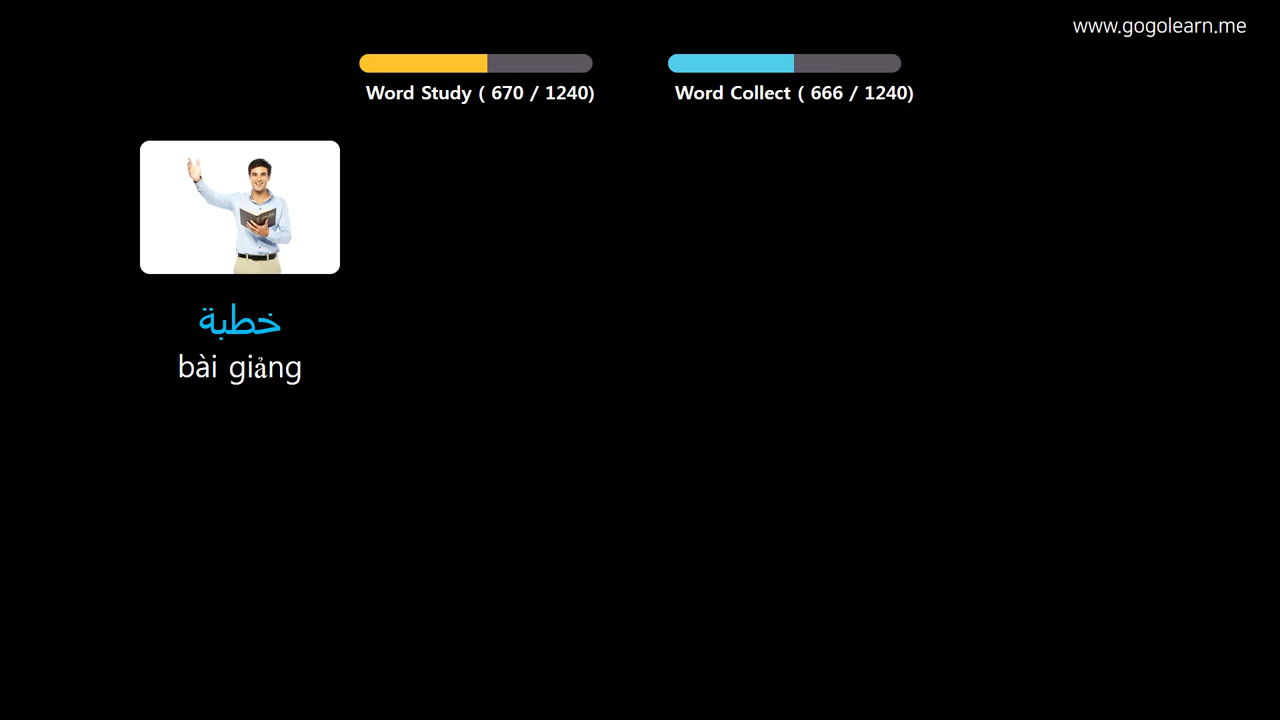 www.gogolearn.me
Word Study ( 670 / 1240)
Word Collect ( 666 / 1240)
خطبة
bài giảng